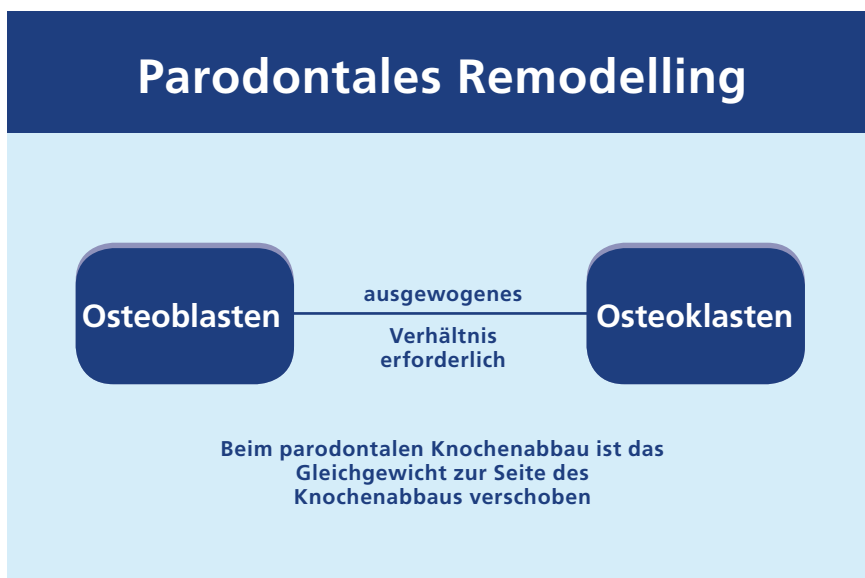 Parodontales Remodelling
Osteoblasten
ausgewogenes
Verhältnis
erforderlich
Osteoklasten
Beim parodontalen Knochenabbau ist das
Gleichgewicht zur Seite des
Knochenabbaus verschoben